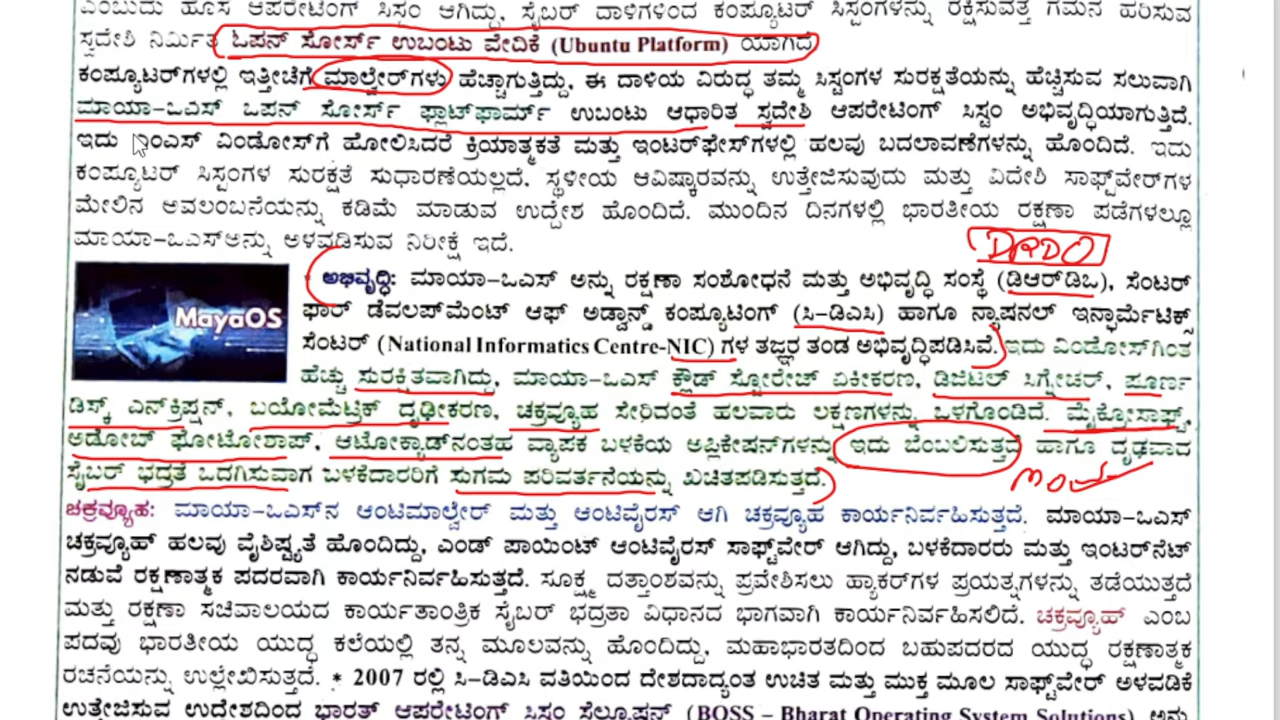 ಎಂಬುದು ಹೊಸ ಆಪರೇಟಿಂಗ್ ಸಿಸ್ಟಂ ಆಗಿದ್ದು, ಸೈಬರ್ ದಾಳಿಗಳಿಂದ ಕಂಪ್ಯೂಟರ್ ಸಿಸ್ಟಂಗಳನ್ನು ರಕ್ಷಿಸುವತ್ತ ಗಮನ ಹರಿಸುವ
ಸ್ವದೇಶಿ ನಿರ್ಮಿತ ಓಪನ್ ಸೋರ್ಸ್ ಉಬಂಟು ವೇದಿಕೆ (Ubuntu Platform) ಯಾಗಿದೆ
ಕಂಪ್ಯೂಟರ್‌ಗಳಲ್ಲಿ ಇತ್ತೀಚೆಗೆ ಮಾಲ್ವೇರ್‌ಗಳು ಹೆಚ್ಚಾಗುತ್ತಿದ್ದು, ಈ ದಾಳಿಯ ವಿರುದ್ಧ ತಮ್ಮ ಸಿಸ್ಟಂಗಳ ಸುರಕ್ಷತೆಯನ್ನು ಹೆಚ್ಚಿಸುವ ಸಲುವಾಗಿ
ಮಾಯಾ-ಒಎಸ್ ಒಪನ್ ಸೋರ್ಸ್ ಫ್ಲಾಟ್‌ಫಾರ್ಮ್ ಉಬಂಟು ಆಧಾರಿತ ಸ್ವದೇಶಿ ಆಪರೇಟಿಂಗ್ ಸಿಸ್ಟಂ ಅಭಿವೃದ್ಧಿಯಾಗುತ್ತಿದೆ.
ಇದು ಎಂಎಸ್ ವಿಂಡೋಸ್‌ಗೆ ಹೋಲಿಸಿದರೆ ಕ್ರಿಯಾತ್ಮಕತೆ ಮತ್ತು ಇಂಟರ್‌ಫೇಸ್‌ಗಳಲ್ಲಿ ಹಲವು ಬದಲಾವಣೆಗಳನ್ನು ಹೊಂದಿದೆ. ಇದು
ಕಂಪ್ಯೂಟರ್ ಸಿಸ್ಟಂಗಳ ಸುರಕ್ಷತೆ ಸುಧಾರಣೆಯಲ್ಲದೆ. ಸ್ಥಳೀಯ ಆವಿಷ್ಕಾರವನ್ನು ಉತ್ತೇಜಿಸುವುದು ಮತ್ತು ವಿದೇಶಿ ಸಾಫ್ಟ್‌ವೇರ್‌ಗಳ
ಮೇಲಿನ ಅವಲಂಬನೆಯನ್ನು ಕಡಿಮೆ ಮಾಡುವ ಉದ್ದೇಶ ಹೊಂದಿದೆ. ಮುಂದಿನ ದಿನಗಳಲ್ಲಿ ಭಾರತೀಯ ರಕ್ಷಣಾ ಪಡೆಗಳಲ್ಲೂ
ಮಾಯಾ-ಒಎಸ್ಅನ್ನು ಅಳವಡಿಸುವ ನಿರೀಕ್ಷೆ ಇದೆ.
DRDO
MayaOS
ಅಭಿವೃದ್ಧಿ: ಮಾಯಾ-ಒಎಸ್ ಅನ್ನು ರಕ್ಷಣಾ ಸಂಶೋಧನೆ ಮತ್ತು ಅಭಿವೃದ್ಧಿ ಸಂಸ್ಥೆ (ಡಿಆರ್‌ಡಿಒ), ಸೆಂಟರ್
ಫಾರ್ ಡೆವಲಪ್‌ಮೆಂಟ್ ಆಫ್ ಅಡ್ವಾನ್ಸ್ಡ್ ಕಂಪ್ಯೂಟಿಂಗ್ (ಸಿ-ಡಿಎಸಿ) ಹಾಗೂ ನ್ಯಾಷನಲ್ ಇನ್ಫಾರ್ಮೆಟಿಕ್ಸ್
ಸೆಂಟರ್ (National Informatics Centre-NIC) ಗಳ ತಜ್ಞರ ತಂಡ ಅಭಿವೃದ್ಧಿಪಡಿಸಿವೆ. ಇದು ವಿಂಡೋಸ್‌ಗಿಂತ
ಹೆಚ್ಚು ಸುರಕ್ಷಿತವಾಗಿದ್ದು, ಮಾಯಾ-ಒಎಸ್ ಕ್ಲೌಡ್ ಸ್ಟೋರೇಜ್ ಏಕೀಕರಣ, ಡಿಜಿಟಲ್ ಸಿಗ್ನೇಚರ್, ಪೂರ್ಣ
ಡಿಸ್ಕ್ ಎನ್‌ಕ್ರಿಪ್ಷನ್, ಬಯೋಮೆಟ್ರಿಕ್ ದೃಢೀಕರಣ, ಚಕ್ರವ್ಯೂಹ ಸೇರಿದಂತೆ ಹಲವಾರು ಲಕ್ಷಣಗಳನ್ನು ಒಳಗೊಂಡಿದೆ. ಮೈಕ್ರೋಸಾಫ್ಟ್,
ಅಡೋಬ್ ಫೋಟೋಶಾಪ್, ಆಟೋಕ್ಯಾಡ್‌ನಂತಹ ವ್ಯಾಪಕ ಬಳಕೆಯ ಅಪ್ಲಿಕೇಷನ್‌ಗಳನ್ನು ಇದು ಬೆಂಬಲಿಸುತ್ತದೆ ಹಾಗೂ ದೃಢವಾದ
ಸೈಬರ್ ಭದ್ರತೆ ಒದಗಿಸುವಾಗ ಬಳಕೆದಾರರಿಗೆ ಸುಗಮ ಪರಿವರ್ತನೆಯನ್ನು ಖಚಿತಪಡಿಸುತ್ತದೆ.
ಚಕ್ರವ್ಯೂಹ: ಮಾಯಾ-ಒಎಸ್‌ನ ಆಂಟಿಮಾಲ್ವೇರ್ ಮತ್ತು ಆಂಟಿವೈರಸ್ ಆಗಿ ಚಕ್ರವ್ಯೂಹ ಕಾರ್ಯನಿರ್ವಹಿಸುತ್ತದೆ. ಮಾಯಾ-ಒಎಸ್
ಚಕ್ರವ್ಯೂಹ್ ಹಲವು ವೈಶಿಷ್ಟ್ಯತೆ ಹೊಂದಿದ್ದು, ಎಂಡ್ ಪಾಯಿಂಟ್ ಆಂಟಿವೈರಸ್ ಸಾಫ್ಟ್‌ವೇರ್ ಆಗಿದ್ದು, ಬಳಕೆದಾರರು ಮತ್ತು ಇಂಟರ್‌ನೆಟ್
ನಡುವೆ ರಕ್ಷಣಾತ್ಮಕ ಪದರವಾಗಿ ಕಾರ್ಯನಿರ್ವಹಿಸುತ್ತದೆ. ಸೂಕ್ಷ್ಮ ದತ್ತಾಂಶವನ್ನು ಪ್ರವೇಶಿಸಲು ಹ್ಯಾಕರ್‌ಗಳ ಪ್ರಯತ್ನಗಳನ್ನು ತಡೆಯುತ್ತದೆ
ಮತ್ತು ರಕ್ಷಣಾ ಸಚಿವಾಲಯದ ಕಾರ್ಯತಾಂತ್ರಿಕ ಸೈಬರ್ ಭದ್ರತಾ ವಿಧಾನದ ಭಾಗವಾಗಿ ಕಾರ್ಯನಿರ್ವಹಿಸಲಿದೆ. ಚಕ್ರವ್ಯೂಹ್ ಎಂಬ
ಪದವು ಭಾರತೀಯ ಯುದ್ಧ ಕಲೆಯಲ್ಲಿ ತನ್ನ ಮೂಲವನ್ನು ಹೊಂದಿದ್ದು, ಮಹಾಭಾರತದಿಂದ ಬಹುಪದರದ ಯುದ್ಧ ರಕ್ಷಣಾತ್ಮಕ
ರಚನೆಯನ್ನು ಉಲ್ಲೇಖಿಸುತ್ತದೆ. * 2007 ರಲ್ಲಿ ಸಿ-ಡಿಎಸಿ ವತಿಯಿಂದ ದೇಶದಾದ್ಯಂತ ಉಚಿತ ಮತ್ತು ಮುಕ್ತ ಮೂಲ ಸಾಫ್ಟ್‌ವೇರ್ ಅಳವಡಿಕೆ
ಉತ್ತೇಜಿಸುವ ಉದ್ದೇಶದಿಂದ ಭಾರತ್ ಆಪರೇಟಿಂಗ್ ಸಿಸ್ಟಂ ಸೆಲ್ಯೂಷನ್ಸ್ (BOSS - Bharat Operating System Solutions) ಅನ್ನು